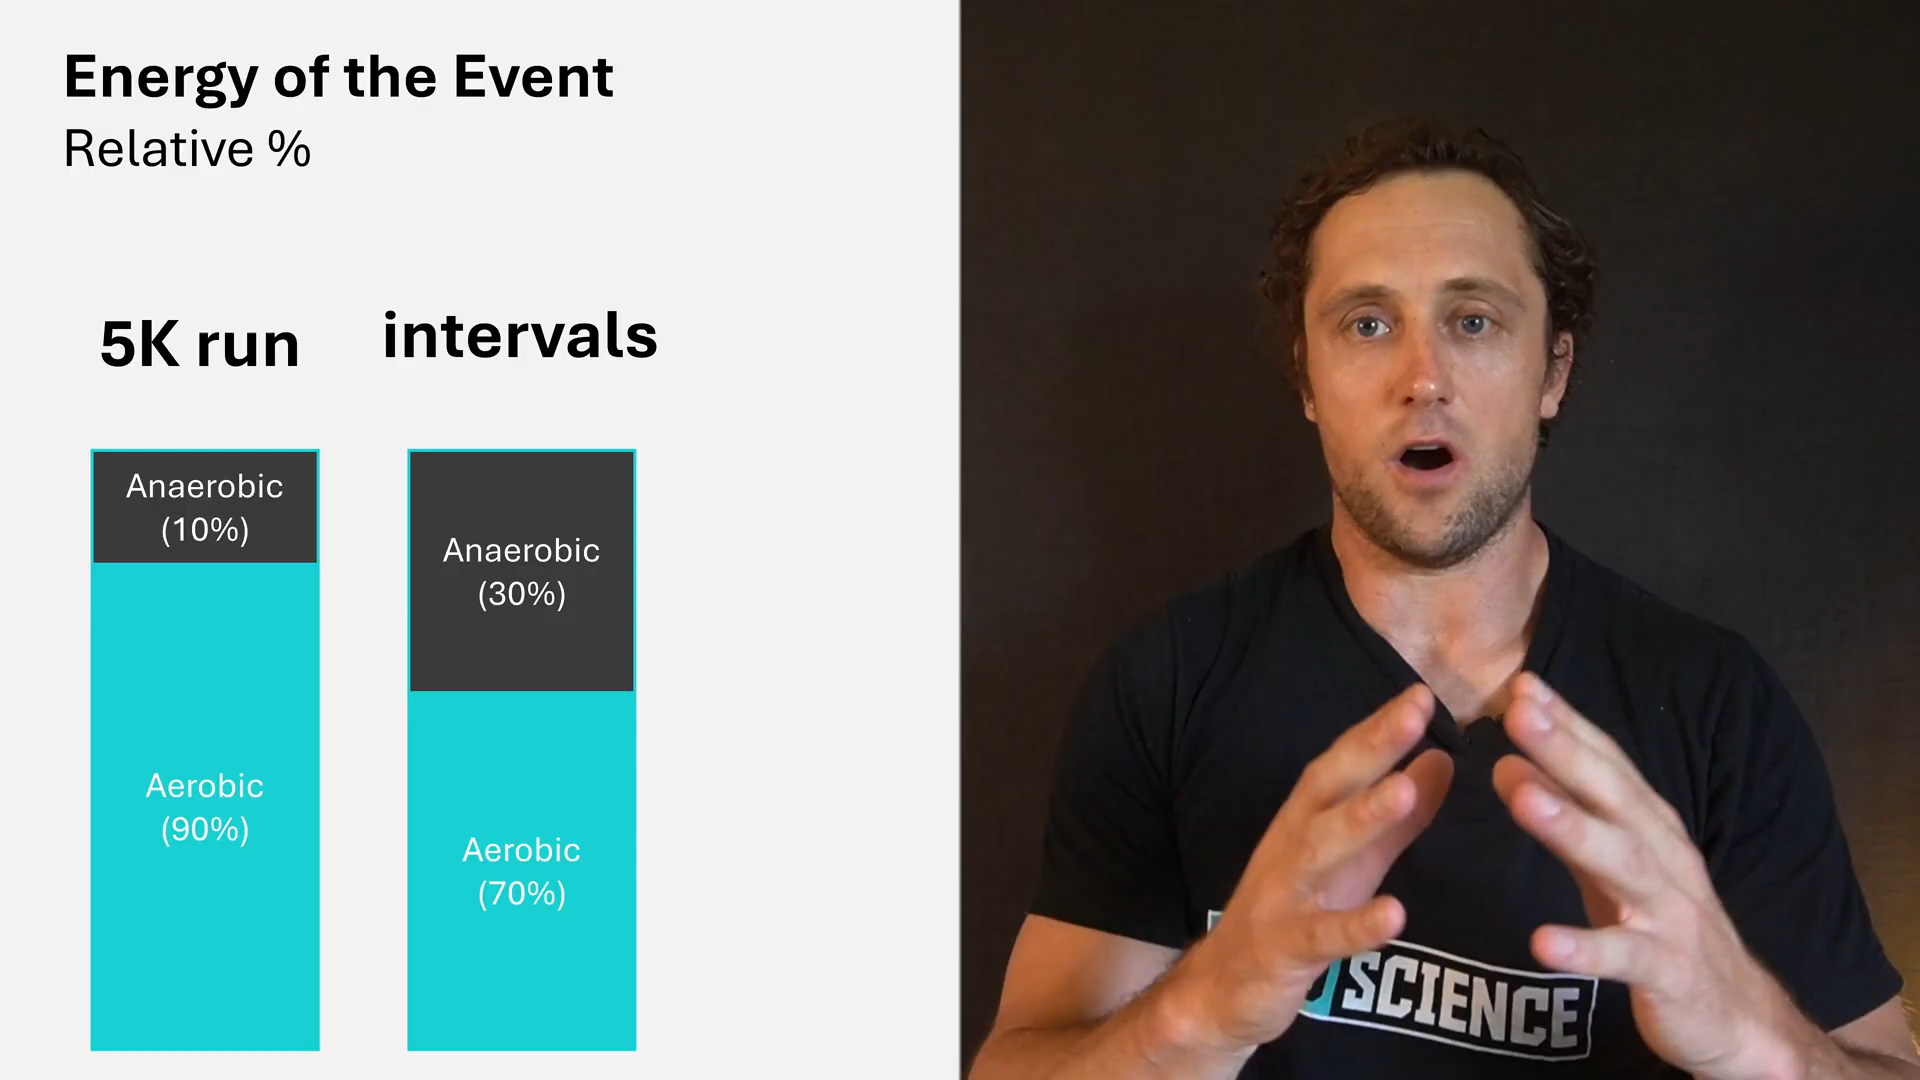 Energy of the Event
Relative %
5K run
intervals
Anaerobic
(10%)
Aerobic
(90%)
Anaerobic
(30%)
Aerobic
(70%)
SCIENCE